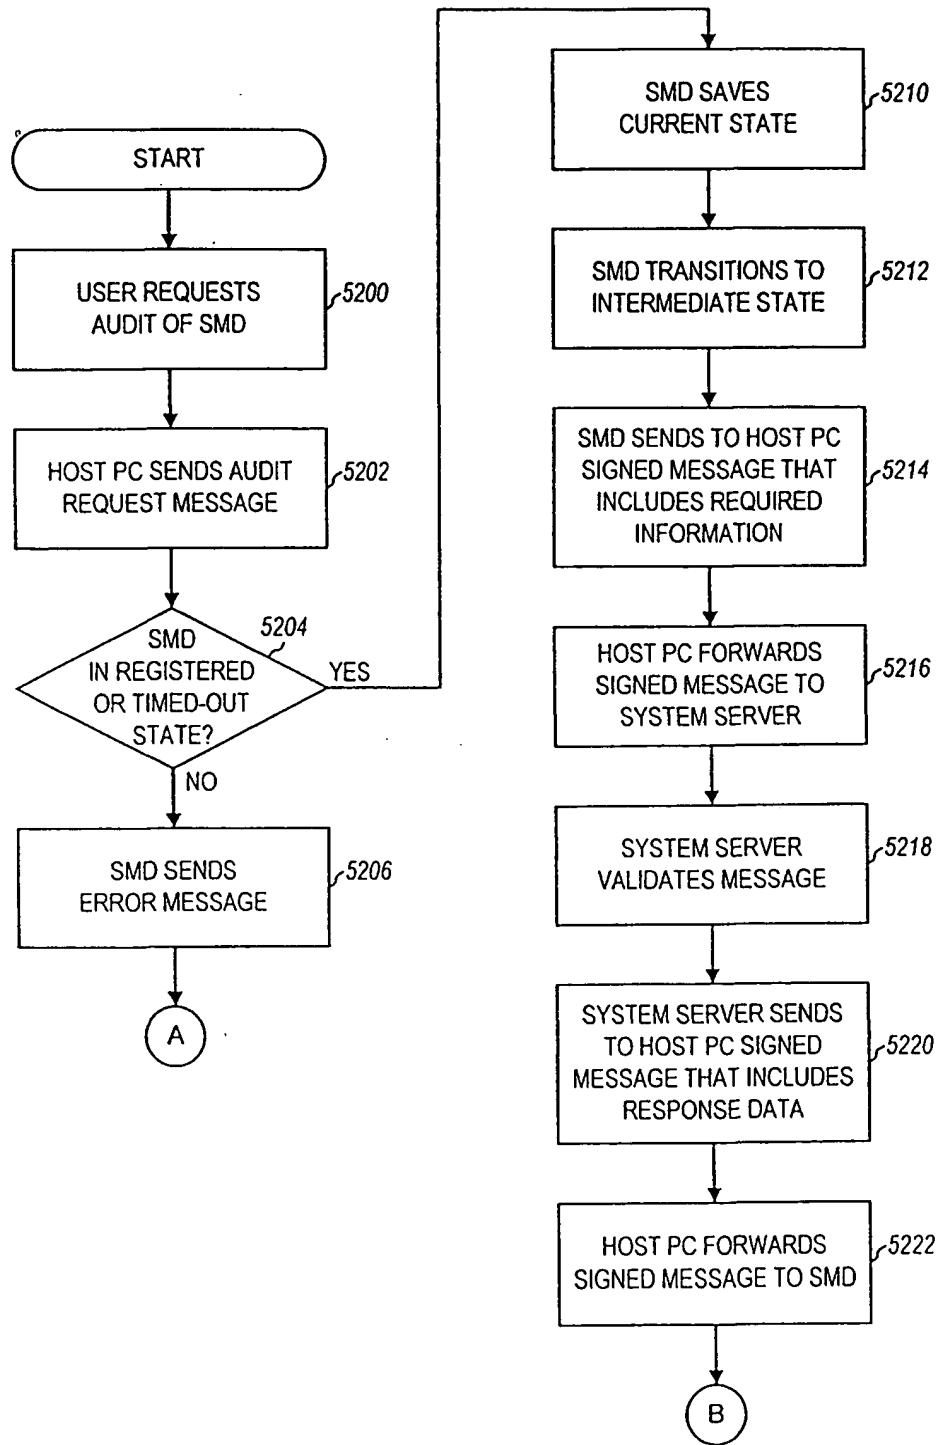 START
USER REQUESTS
AUDIT OF SMD
5200
HOST PC SENDS AUDIT
REQUEST MESSAGE
5202
SMD
IN REGISTERED
OR TIMED-OUT
STATE?
5204
YES
NO
SMD SENDS
ERROR MESSAGE
5206
A
SMD SAVES
CURRENT STATE
5210
SMD TRANSITIONS TO
INTERMEDIATE STATE
5212
SMD SENDS TO HOST PC
SIGNED MESSAGE THAT
INCLUDES REQUIRED
INFORMATION
5214
HOST PC FORWARDS
SIGNED MESSAGE TO
SYSTEM SERVER
5216
SYSTEM SERVER
VALIDATES MESSAGE
5218
SYSTEM SERVER SENDS
TO HOST PC SIGNED
MESSAGE THAT INCLUDES
RESPONSE DATA
5220
HOST PC FORWARDS
SIGNED MESSAGE TO SMD
5222
B